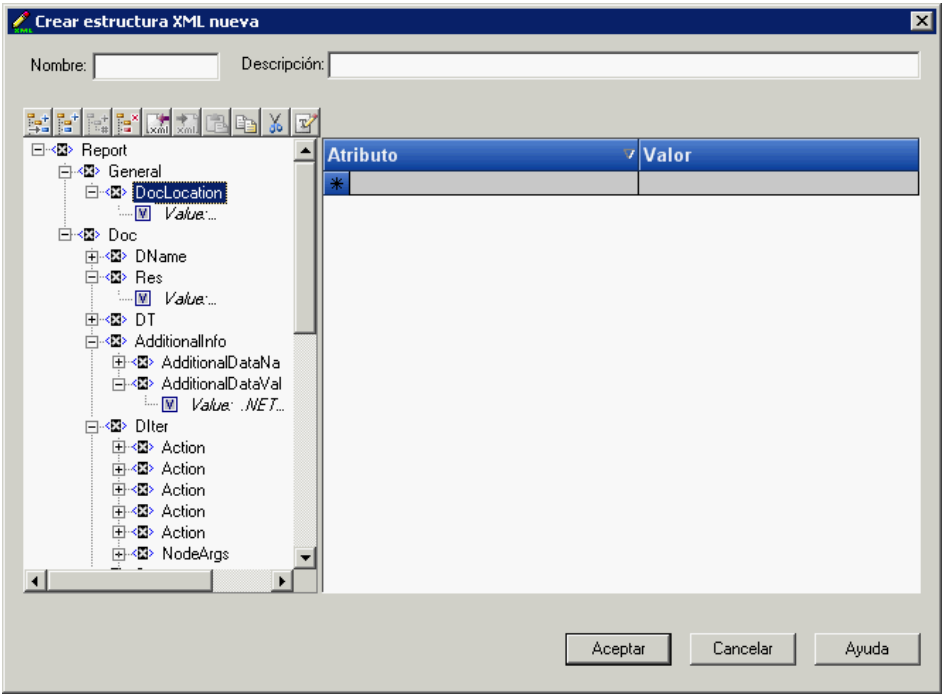 Crear estructura XML nueva
Nombre:
Descripción:
Atributo
Valor
Report
General
DocLocation
Value:...
Doc
DName
Res
Value:...
DT
AdditionalInfo
AdditionalDataNa
AdditionalDataVal
Value: .NET...
DIter
Action
Action
Action
Action
Action
NodeArgs
Aceptar
Cancelar
Ayuda